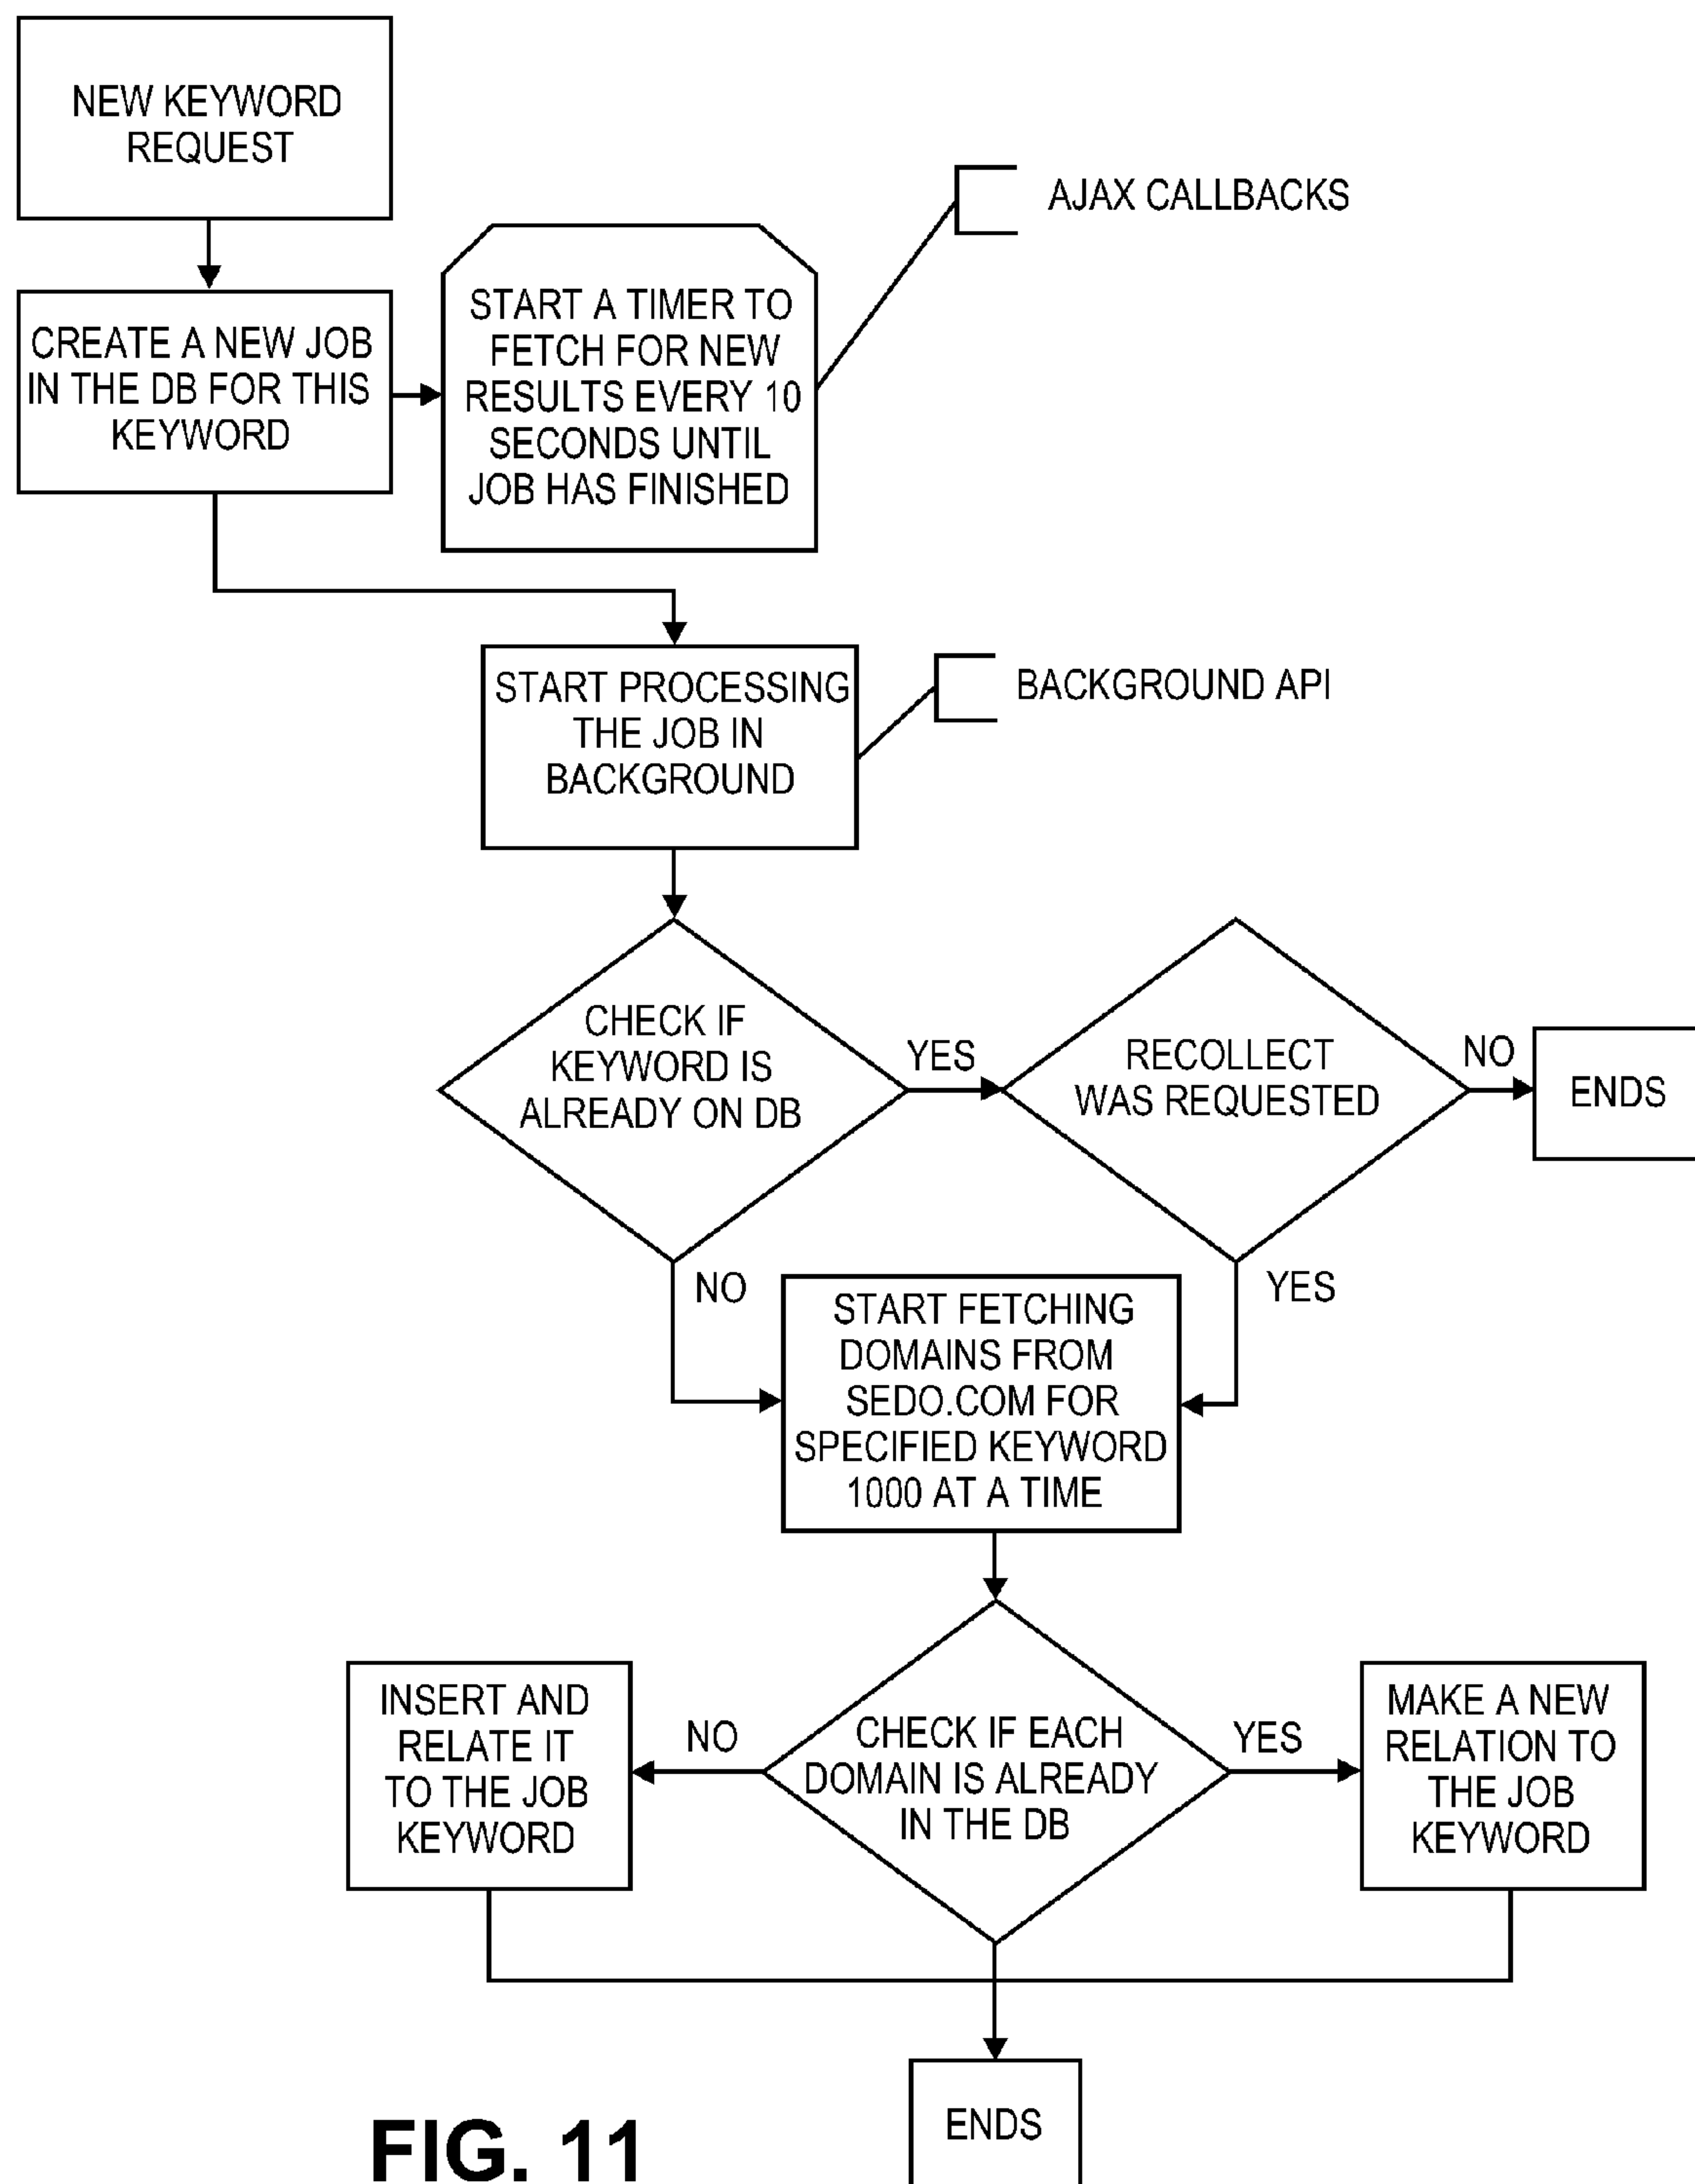 NEW KEYWORD
REQUEST
AJAX CALLBACKS
CREATE A NEW JOB
IN THE DB FOR THIS
KEYWORD
START A TIMER TO
FETCH FOR NEW
RESULTS EVERY 10
SECONDS UNTIL
JOB HAS FINISHED
START PROCESSING
THE JOB IN
BACKGROUND
BACKGROUND API
CHECK IF
KEYWORD IS
ALREADY ON DB
YES
RECOLLECT
WAS REQUESTED
NO
ENDS
NO
YES
START FETCHING
DOMAINS FROM
SEDO.COM FOR
SPECIFIED KEYWORD
1000 AT A TIME
INSERT AND
RELATE IT
TO THE JOB
KEYWORD
NO
CHECK IF EACH
DOMAIN IS ALREADY
IN THE DB
YES
MAKE A NEW
RELATION TO
THE JOB
KEYWORD
ENDS
FIG. 11